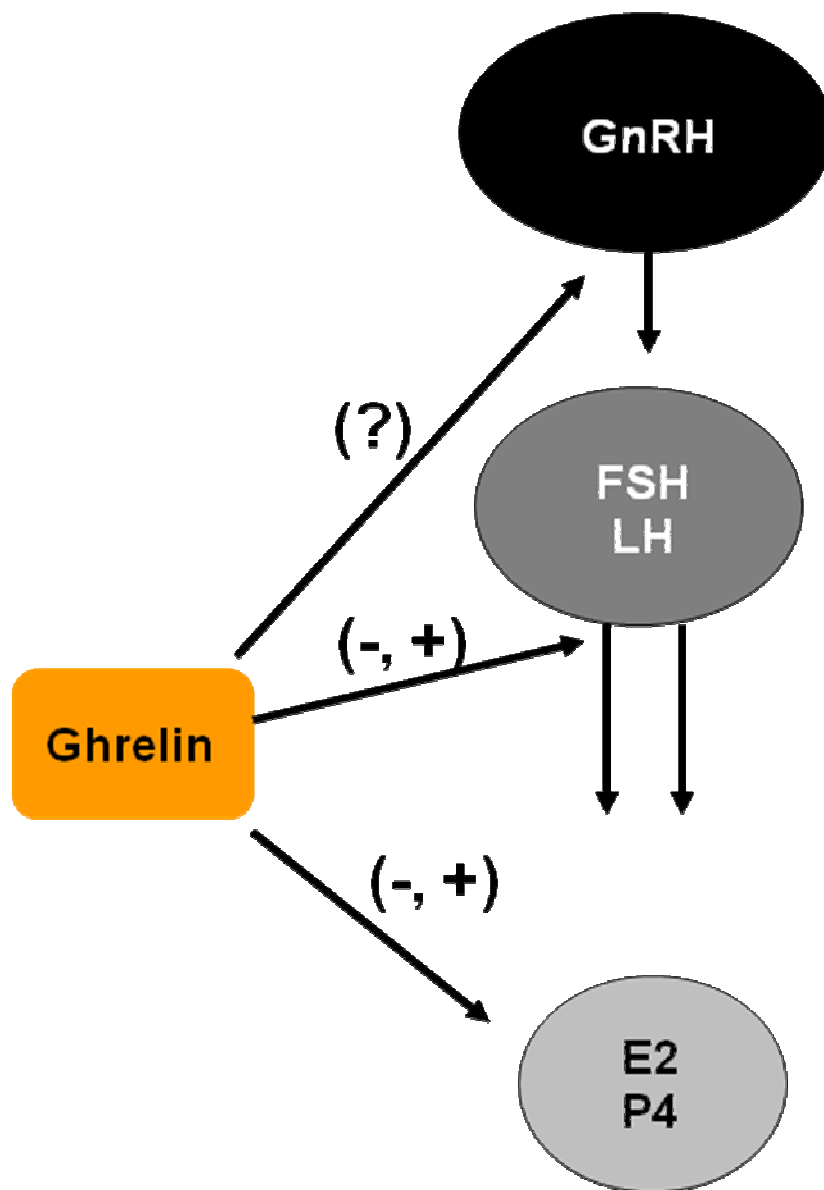 GnRH
(?)
FSH
LH
(-, +)
Ghrelin
(-, +)
E2
P4